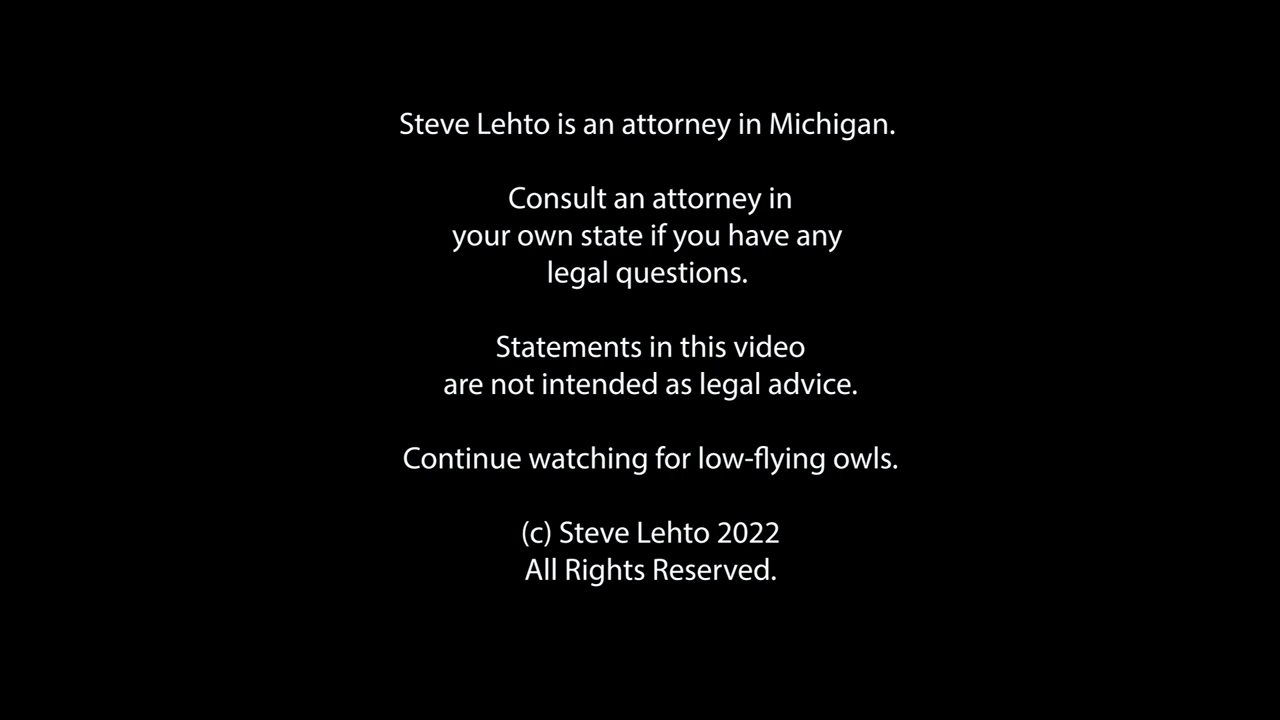 Steve Lehto is an attorney in Michigan.
Consult an attorney in
your own state if you have any
legal questions.
Statements in this video
are not intended as legal advice.
Continue watching for low-flying owls.
(c) Steve Lehto 2022
All Rights Reserved.